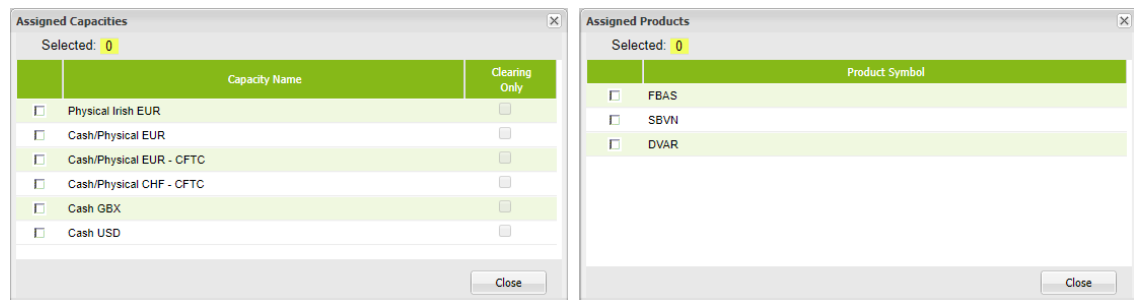 Assigned Capacities
Selected: 0
Capacity Name
Clearing
Only
Physical Irish EUR
Cash/Physical EUR
Cash/Physical EUR - CFTC
Cash/Physical CHF - CFTC
Cash GBX
Cash USD
Close
Assigned Products
Selected: 0
Product Symbol
FBAS
SBVN
DVAR
Close